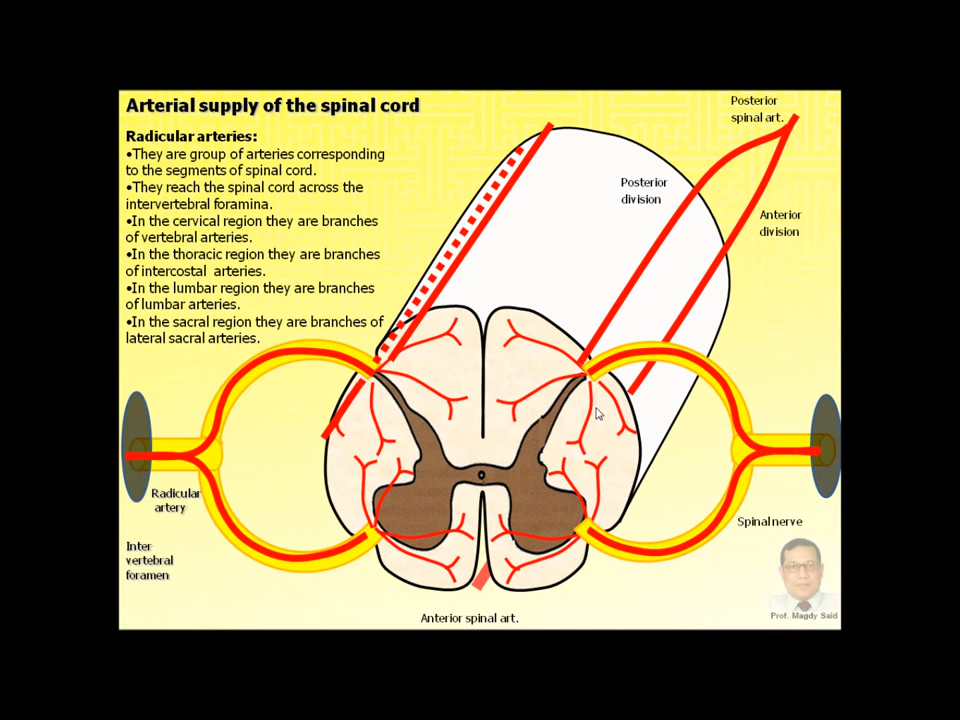 Arterial supply of the spinal cord
Radicular arteries:
•They are group of arteries corresponding
to the segments of spinal cord.
•They reach the spinal cord across the
intervertebral foramina.
•In the cervical region they are branches
of vertebral arteries.
•In the thoracic region they are branches
of intercostal  arteries.
•In the lumbar region they are branches
of lumbar arteries.
•In the sacral region they are branches of
lateral sacral arteries.
Posterior
spinal art.
Posterior
division
Anterior
division
Radicular
artery
Inter
vertebral
foramen
Spinal nerve
Anterior spinal art.
Prof. Magdy Said